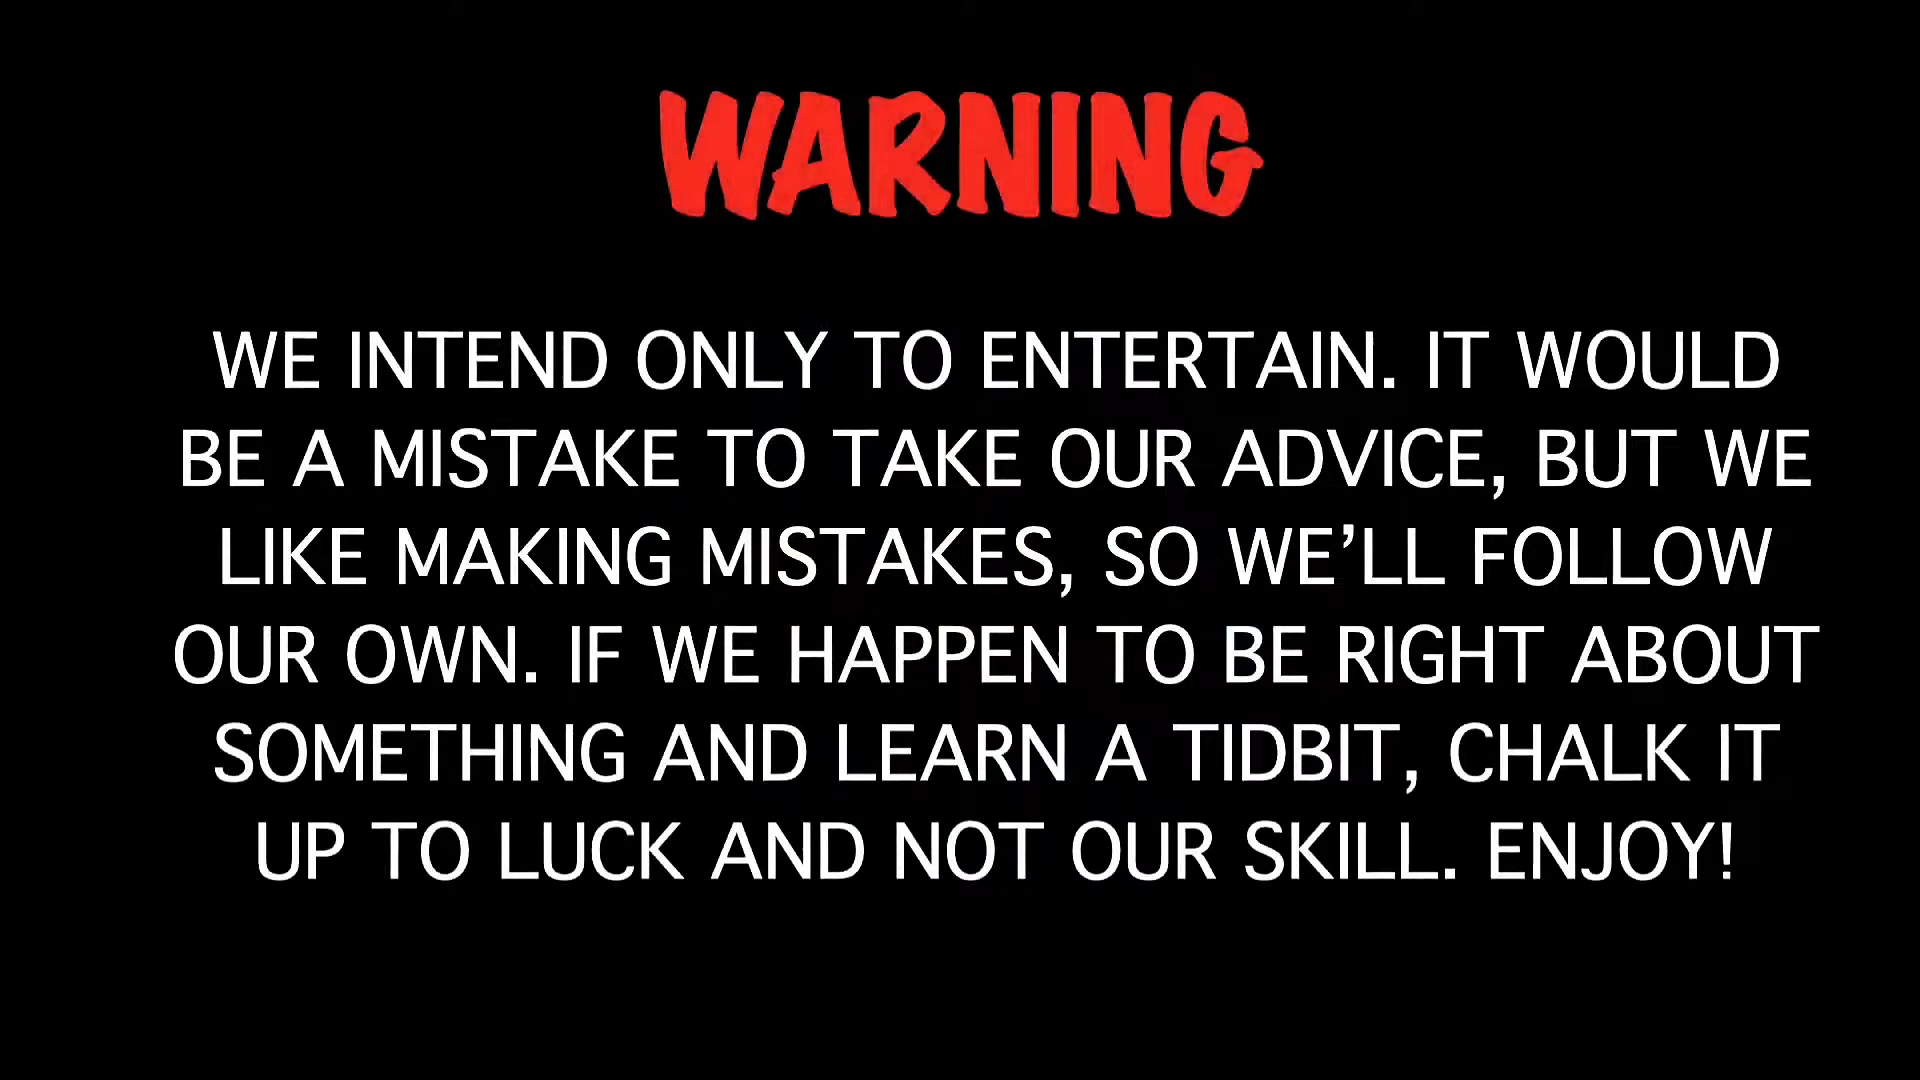 WARNING
WE INTEND ONLY TO ENTERTAIN. IT WOULD
BE A MISTAKE TO TAKE OUR ADVICE, BUT WE
LIKE MAKING MISTAKES, SO WE’LL FOLLOW
OUR OWN. IF WE HAPPEN TO BE RIGHT ABOUT
SOMETHING AND LEARN A TIDBIT, CHALK IT
UP TO LUCK AND NOT OUR SKILL. ENJOY!